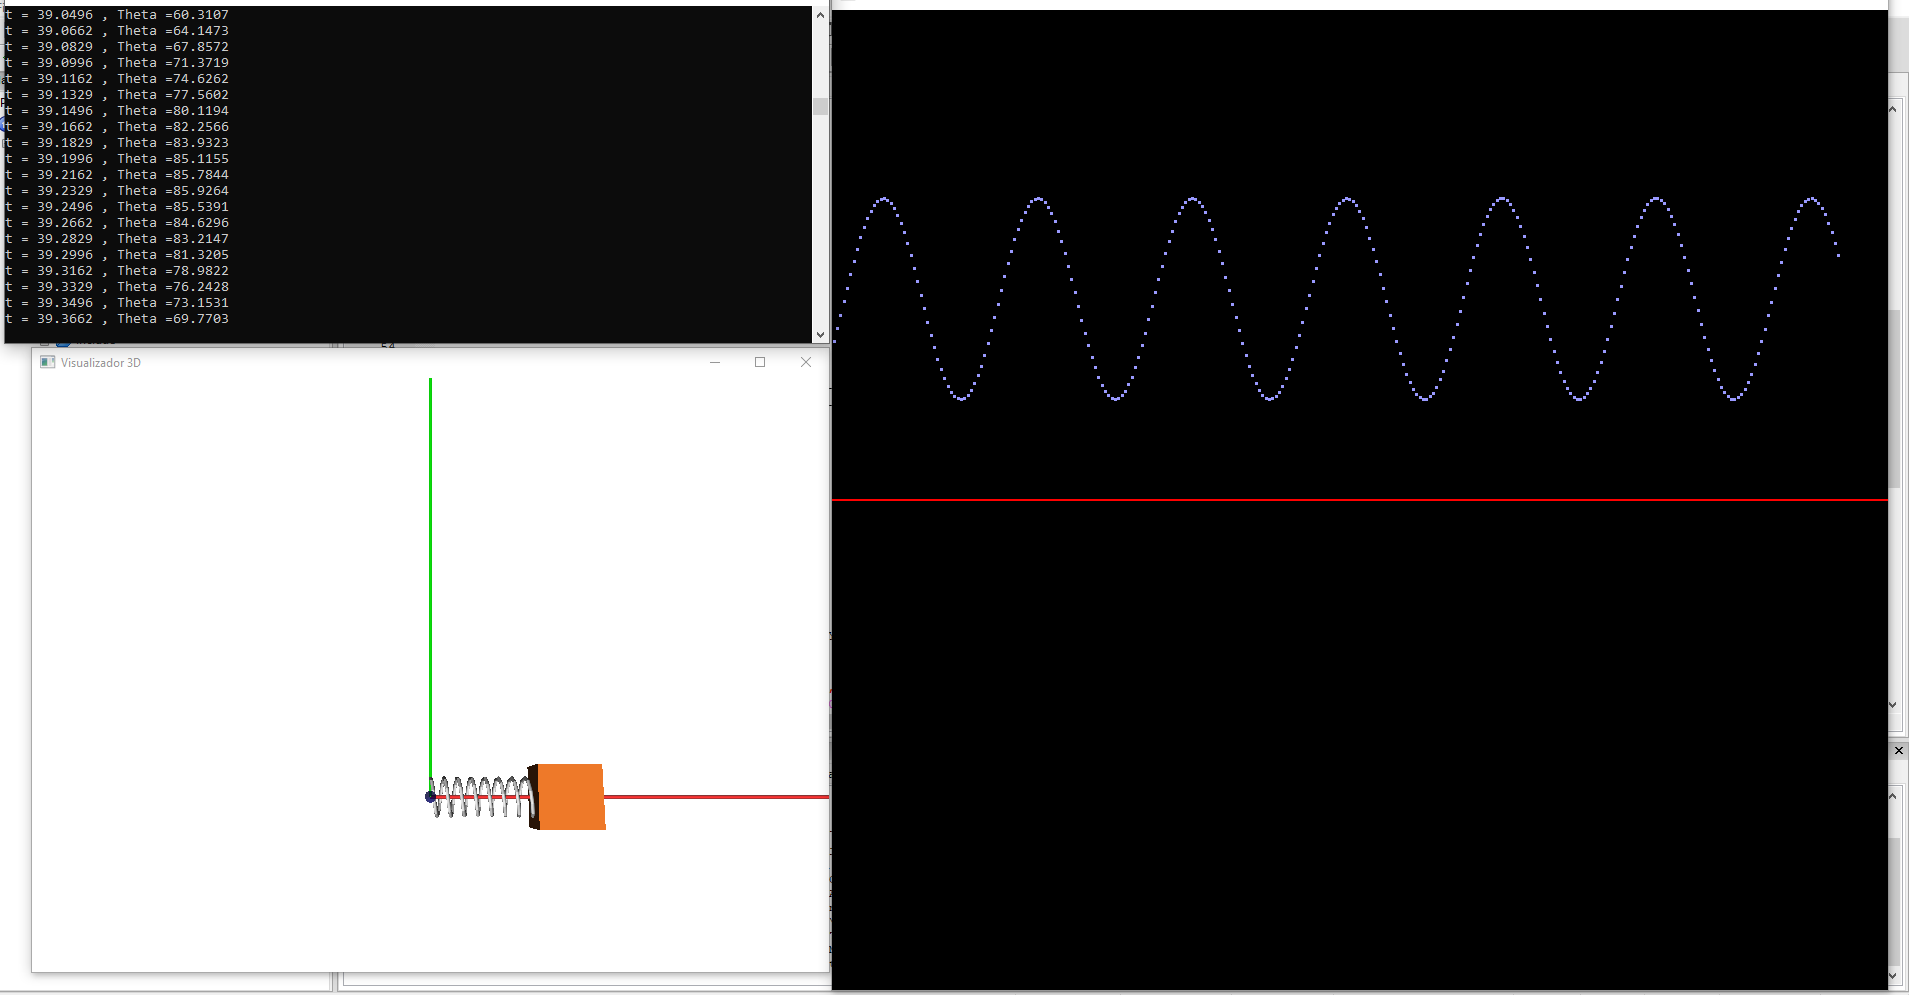 t = 39.0496 , Theta =60.3107
t = 39.0662 , Theta =64.1473
t = 39.0829 , Theta =67.8572
t = 39.0996 , Theta =71.3719
t = 39.1162 , Theta =74.6262
t = 39.1329 , Theta =77.5602
t = 39.1496 , Theta =80.1194
t = 39.1662 , Theta =82.2566
t = 39.1829 , Theta =83.9323
t = 39.1996 , Theta =85.1155
t = 39.2162 , Theta =85.7844
t = 39.2329 , Theta =85.9264
t = 39.2496 , Theta =85.5391
t = 39.2662 , Theta =84.6296
t = 39.2829 , Theta =83.2147
t = 39.2996 , Theta =81.3205
t = 39.3162 , Theta =78.9822
t = 39.3329 , Theta =76.2428
t = 39.3496 , Theta =73.1531
t = 39.3662 , Theta =69.7703
Visualizador 3D